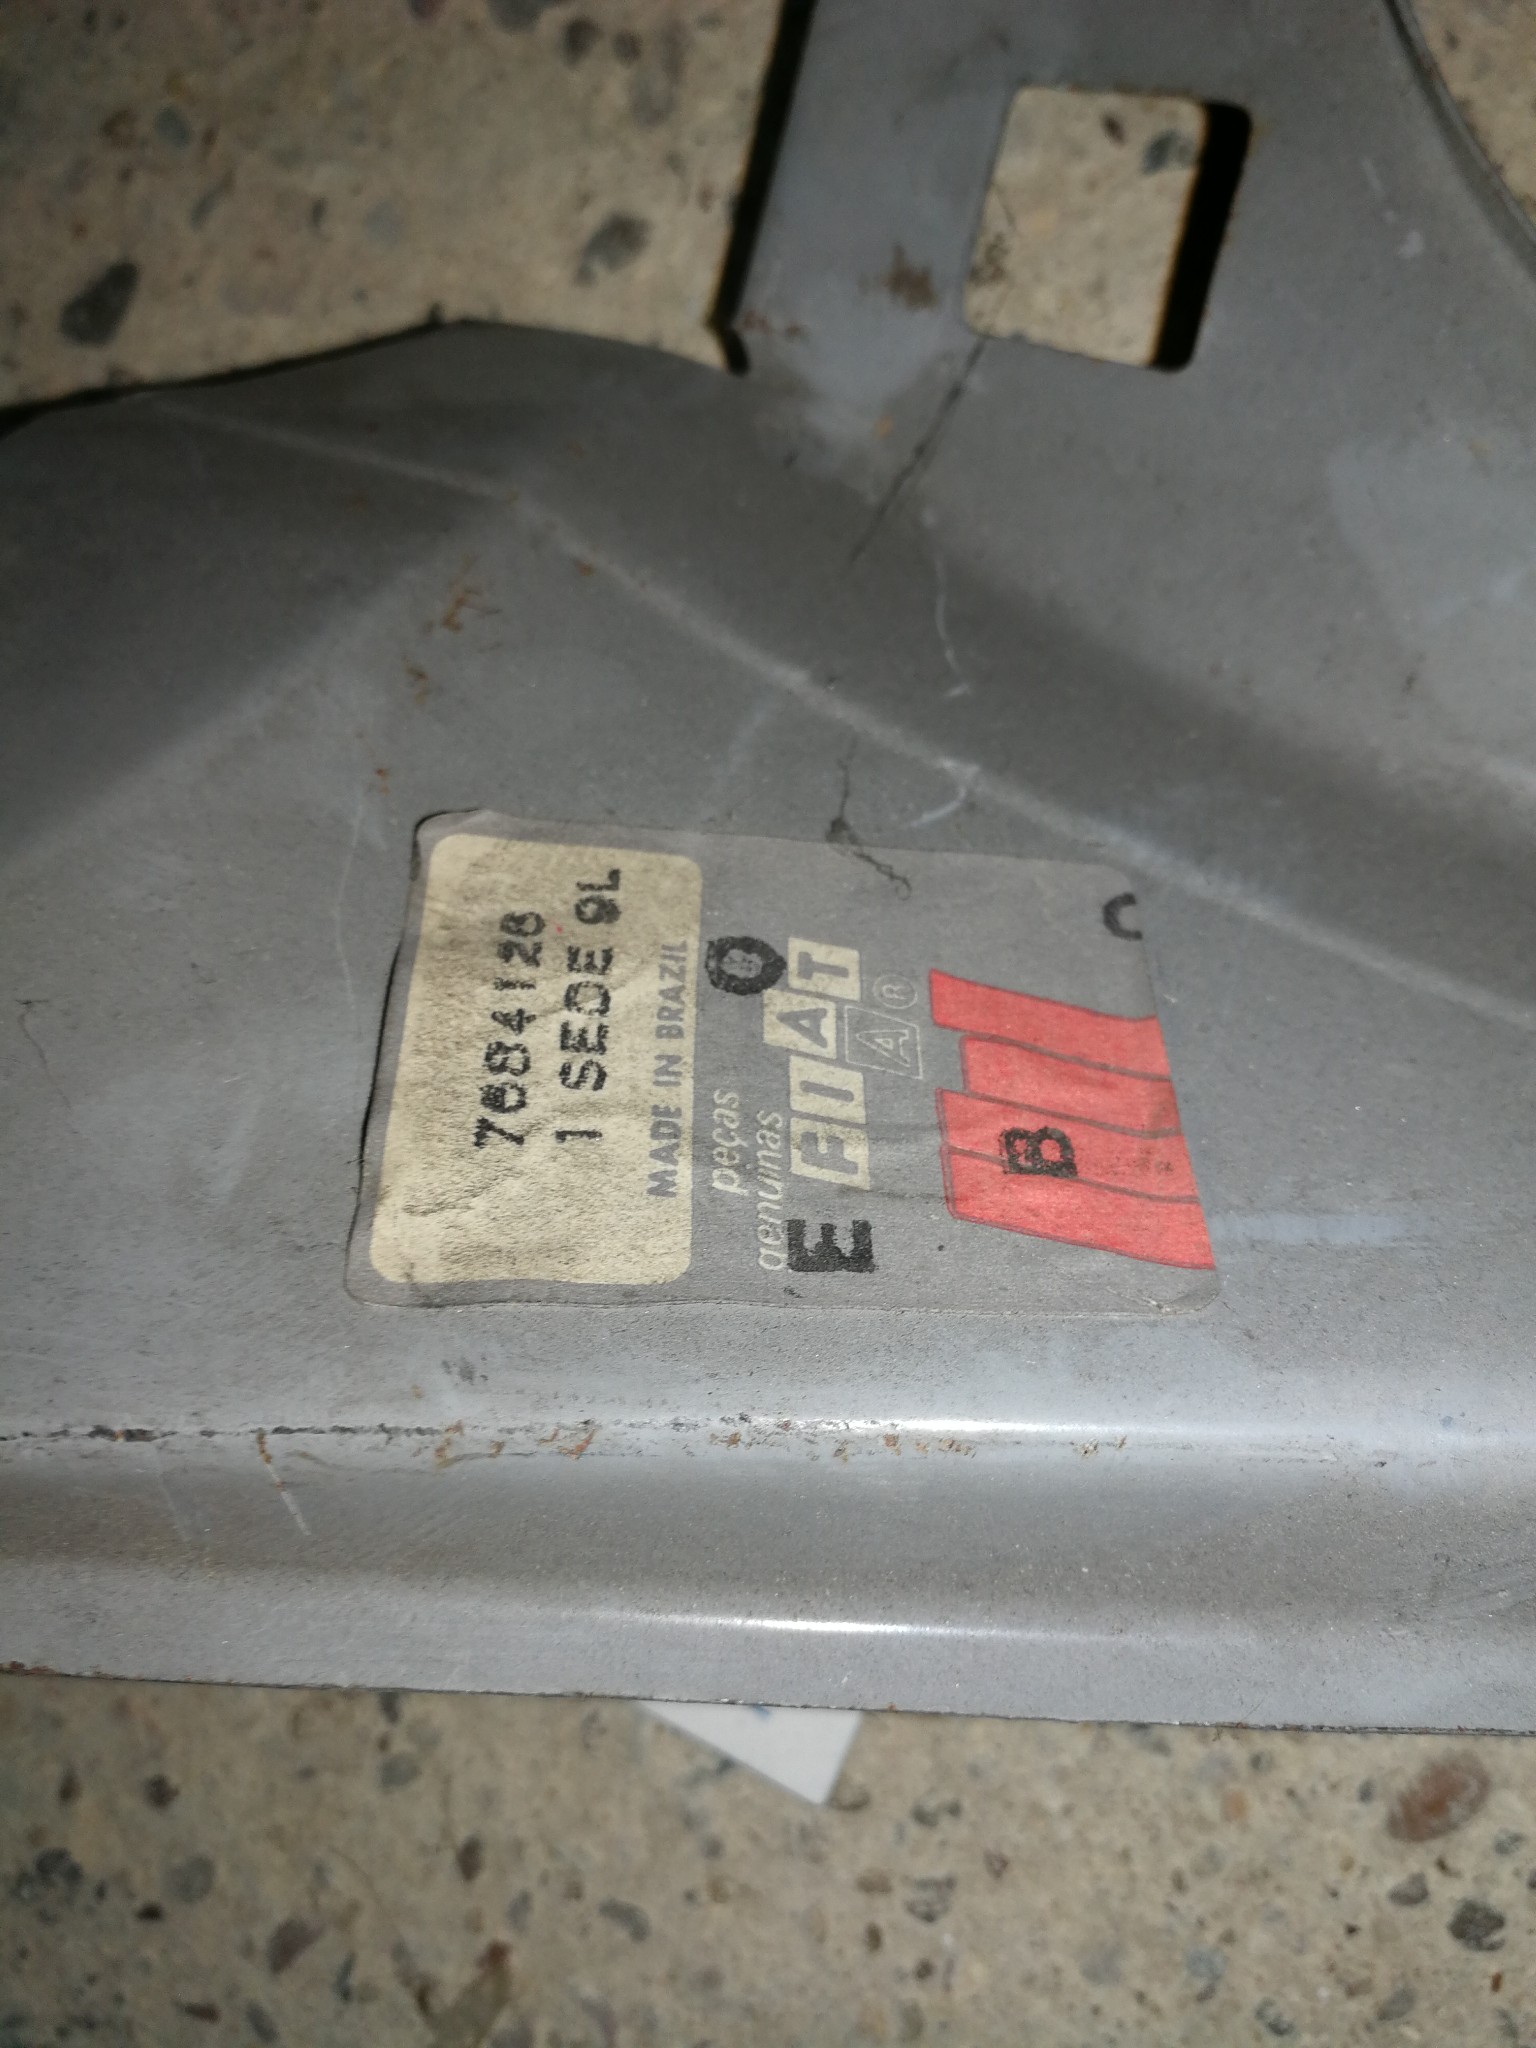 7684128
1 SEDE 9L
MADE IN BRAZIL
peças
genuinas
FIAT
A ®
E
B
C